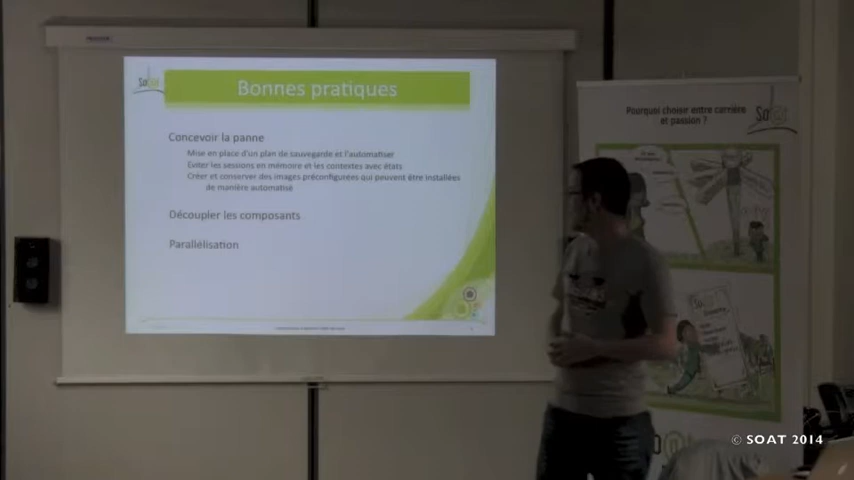 Bonnes pratiques
Concevoir la panne
Mise en place d'un plan de sauvegarde et l'automatiser
Eviter les sessions en mémoire et les contextes avec états
Créer et conserver des images préconfigurées qui peuvent être installées
de manière automatisé
Découpler les composants
Parallélisation
Pourquoi choisir entre carrière
et passion ?
So@t
© SOAT 2014